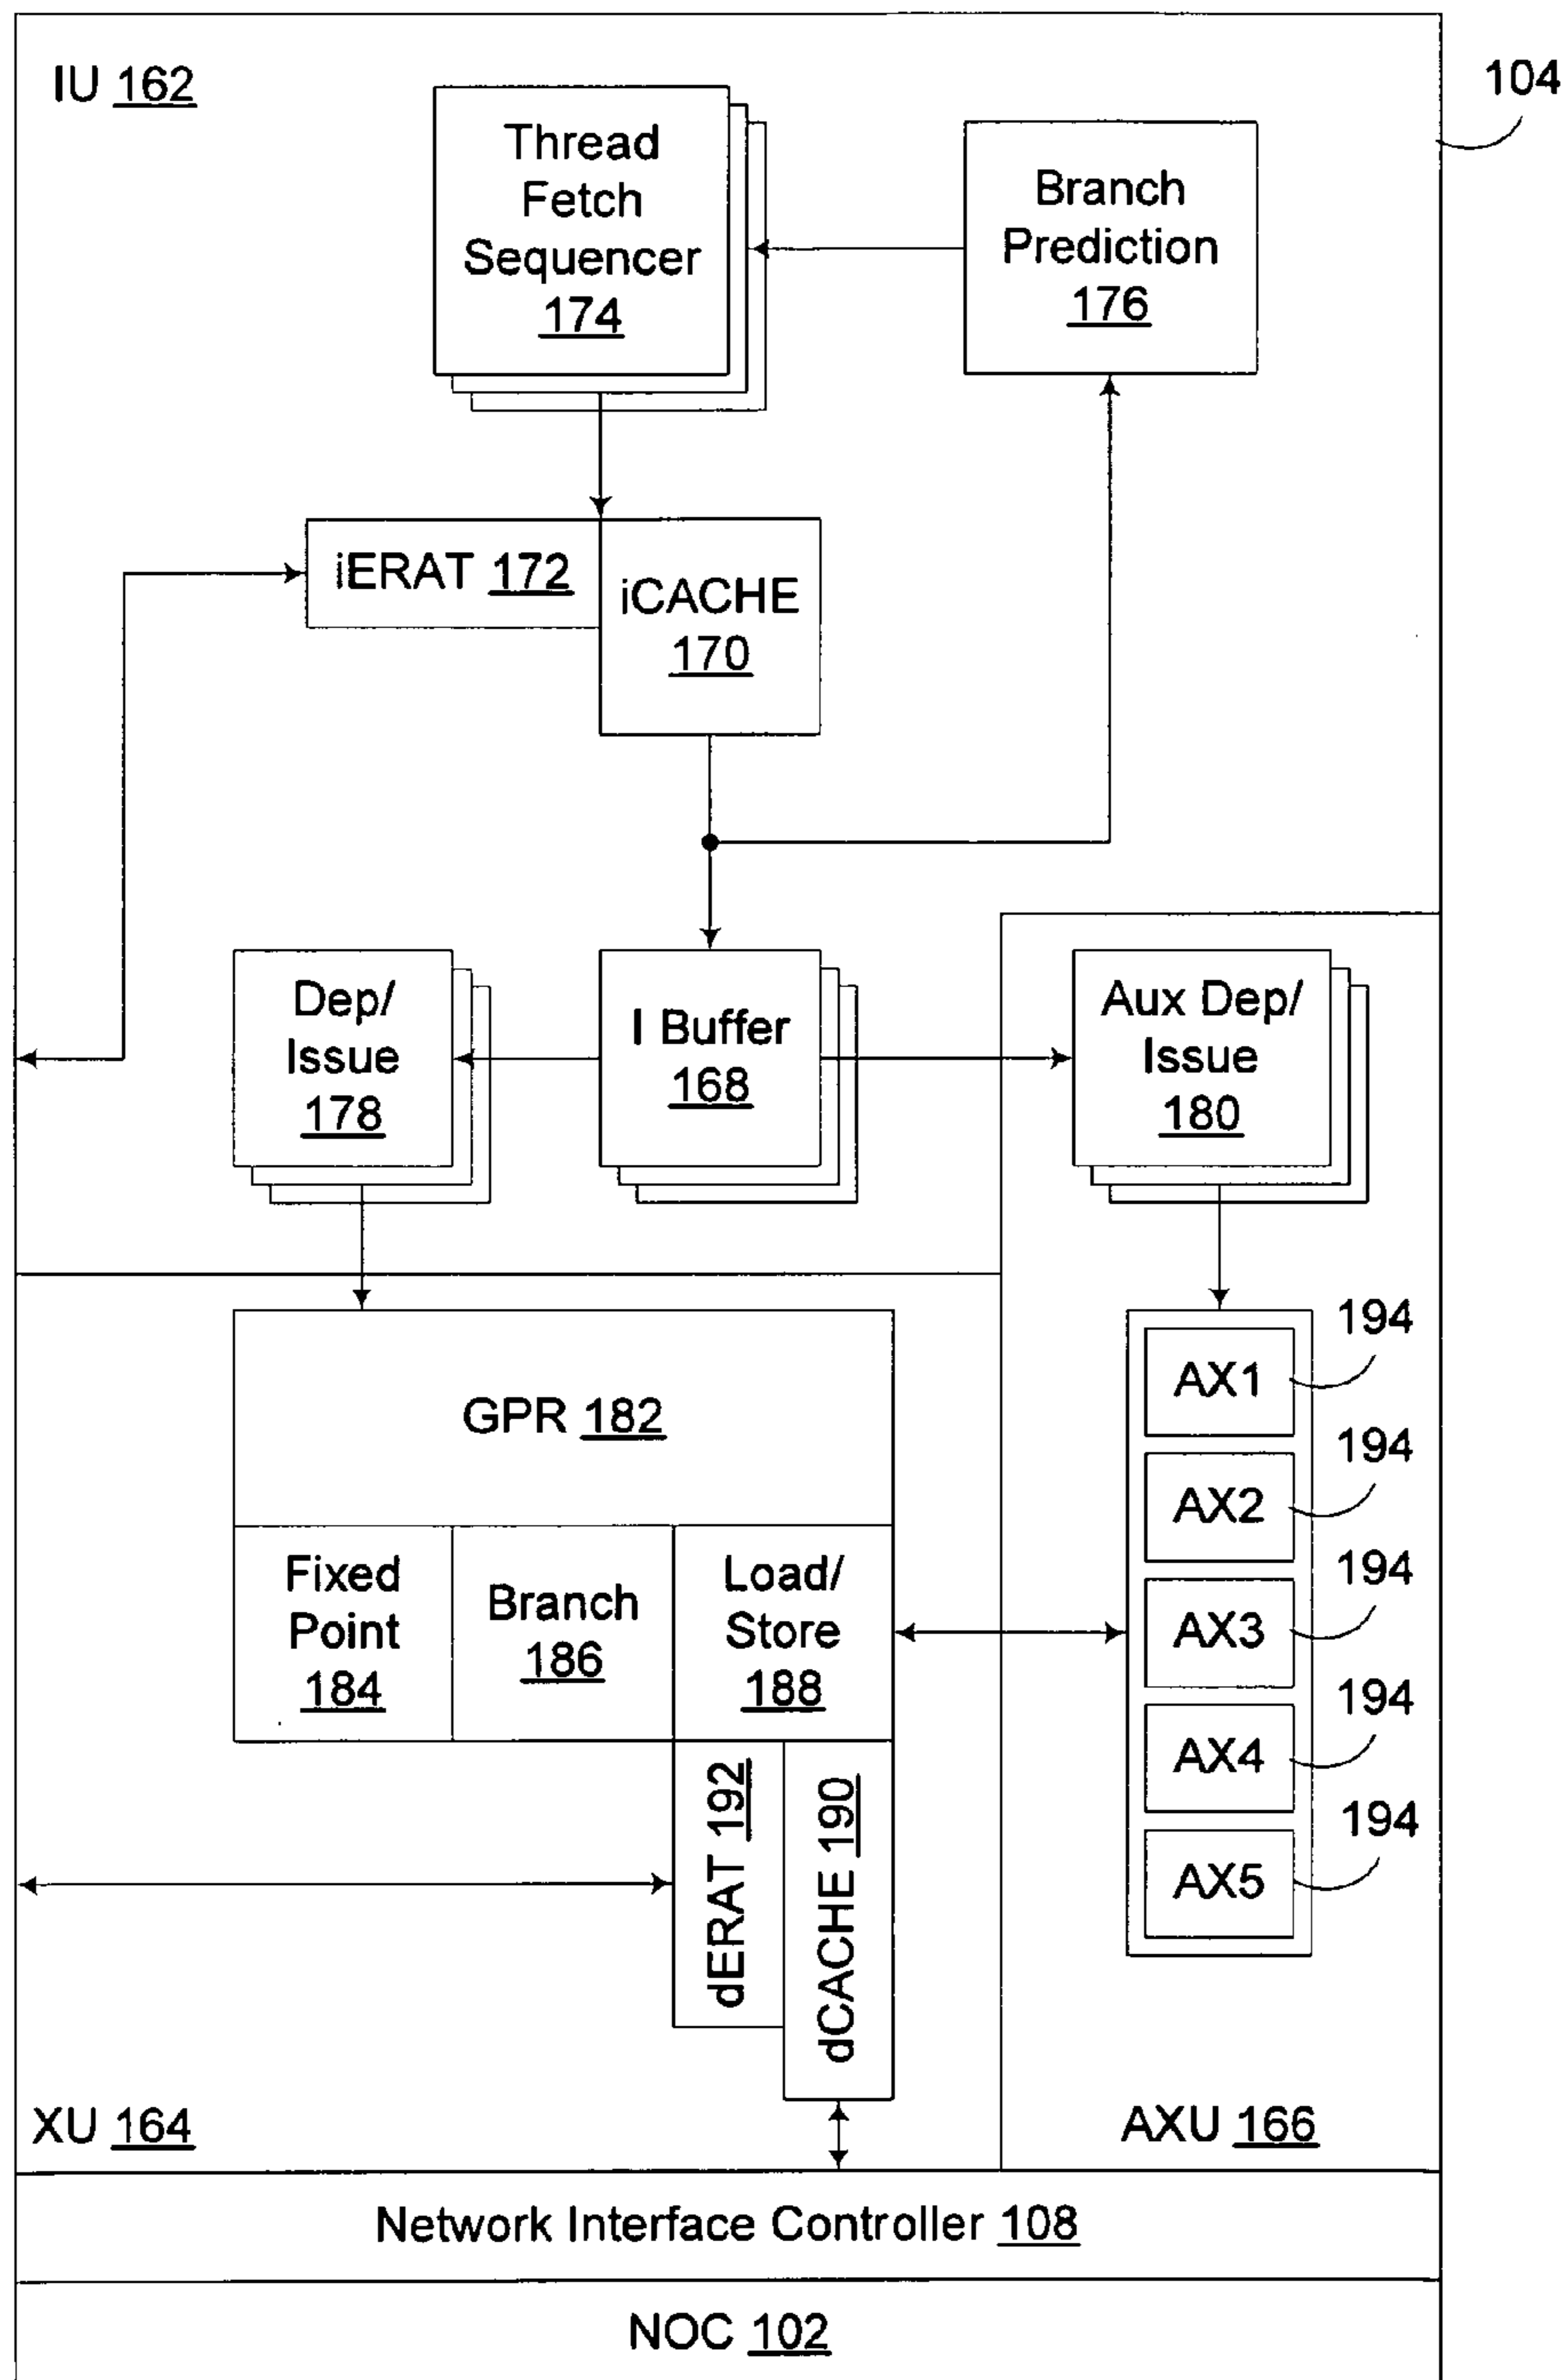 IU 162
104
Thread
Fetch
Sequencer
174
Branch
Prediction
176
iERAT 172
iCACHE
170
Dep/
Issue
178
I Buffer
168
Aux Dep/
Issue
180
GPR 182
Fixed
Point
184
Branch
186
Load/
Store
188
dERAT 192
dCACHE 190
194
AX1
194
AX2
194
AX3
194
AX4
194
AX5
XU 164
AXU 166
Network Interface Controller 108
NOC 102